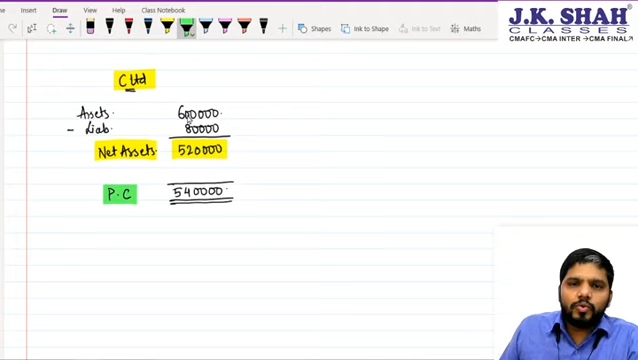 Insert Draw View Class Notebook
Shapes Ink to Shape Ink to Text Maths
J.K. SHAH®
CLASSES
CMAFC→CMA INTER→CMA FINAL
C Ltd
Assets. 600000.
- Liab. 80000
Net Assets. 520000
P.C 540000.